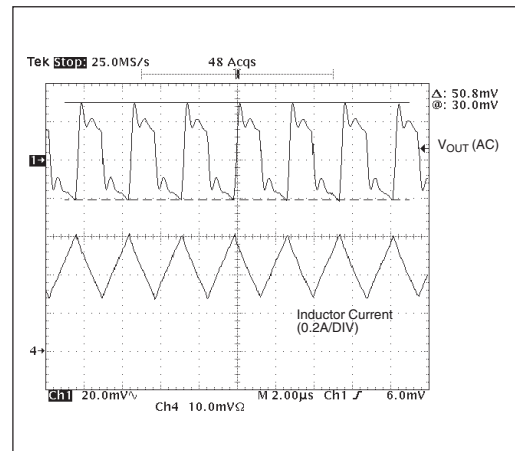 Tek Stop: 25.0MS/s 48 Acqs
Δ: 50.8mV
@: 30.0mV
VOUT (AC)
1→
Inductor Current
(0.2A/DIV)
4→
Ch1 20.0mV∿ M 2.00µs Ch1 ƒ 6.0mV
Ch4 10.0mVΩ